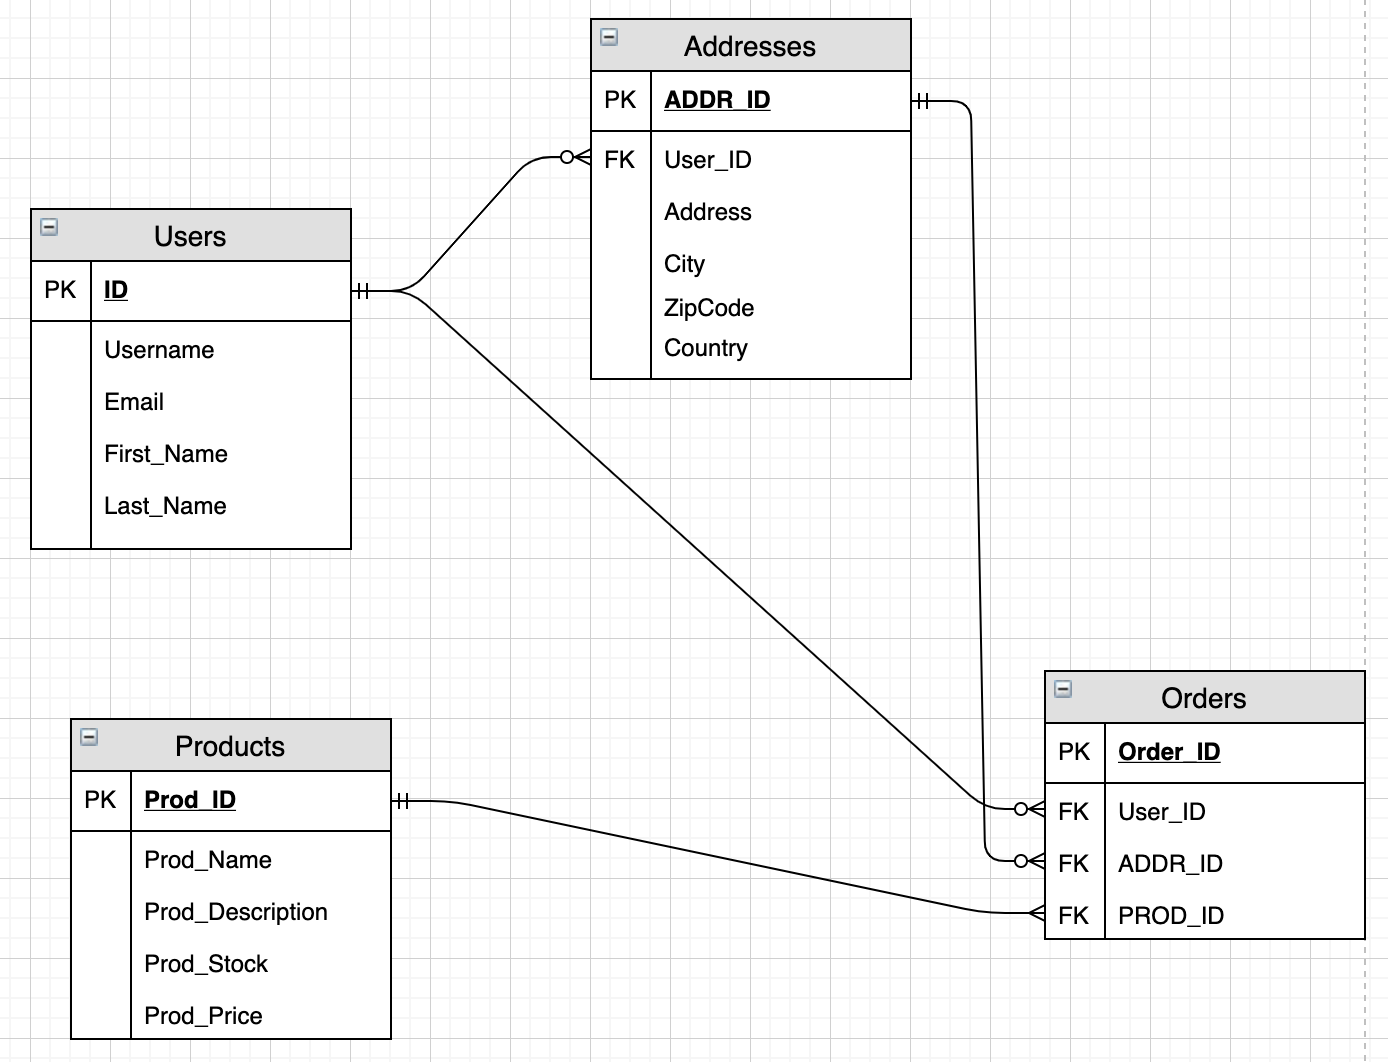 Addresses
PK ADDR_ID
FK User_ID
Address
City
ZipCode
Country
Users
PK ID
Username
Email
First_Name
Last_Name
Products
PK Prod_ID
Prod_Name
Prod_Description
Prod_Stock
Prod_Price
Orders
PK Order_ID
FK User_ID
FK ADDR_ID
FK PROD_ID